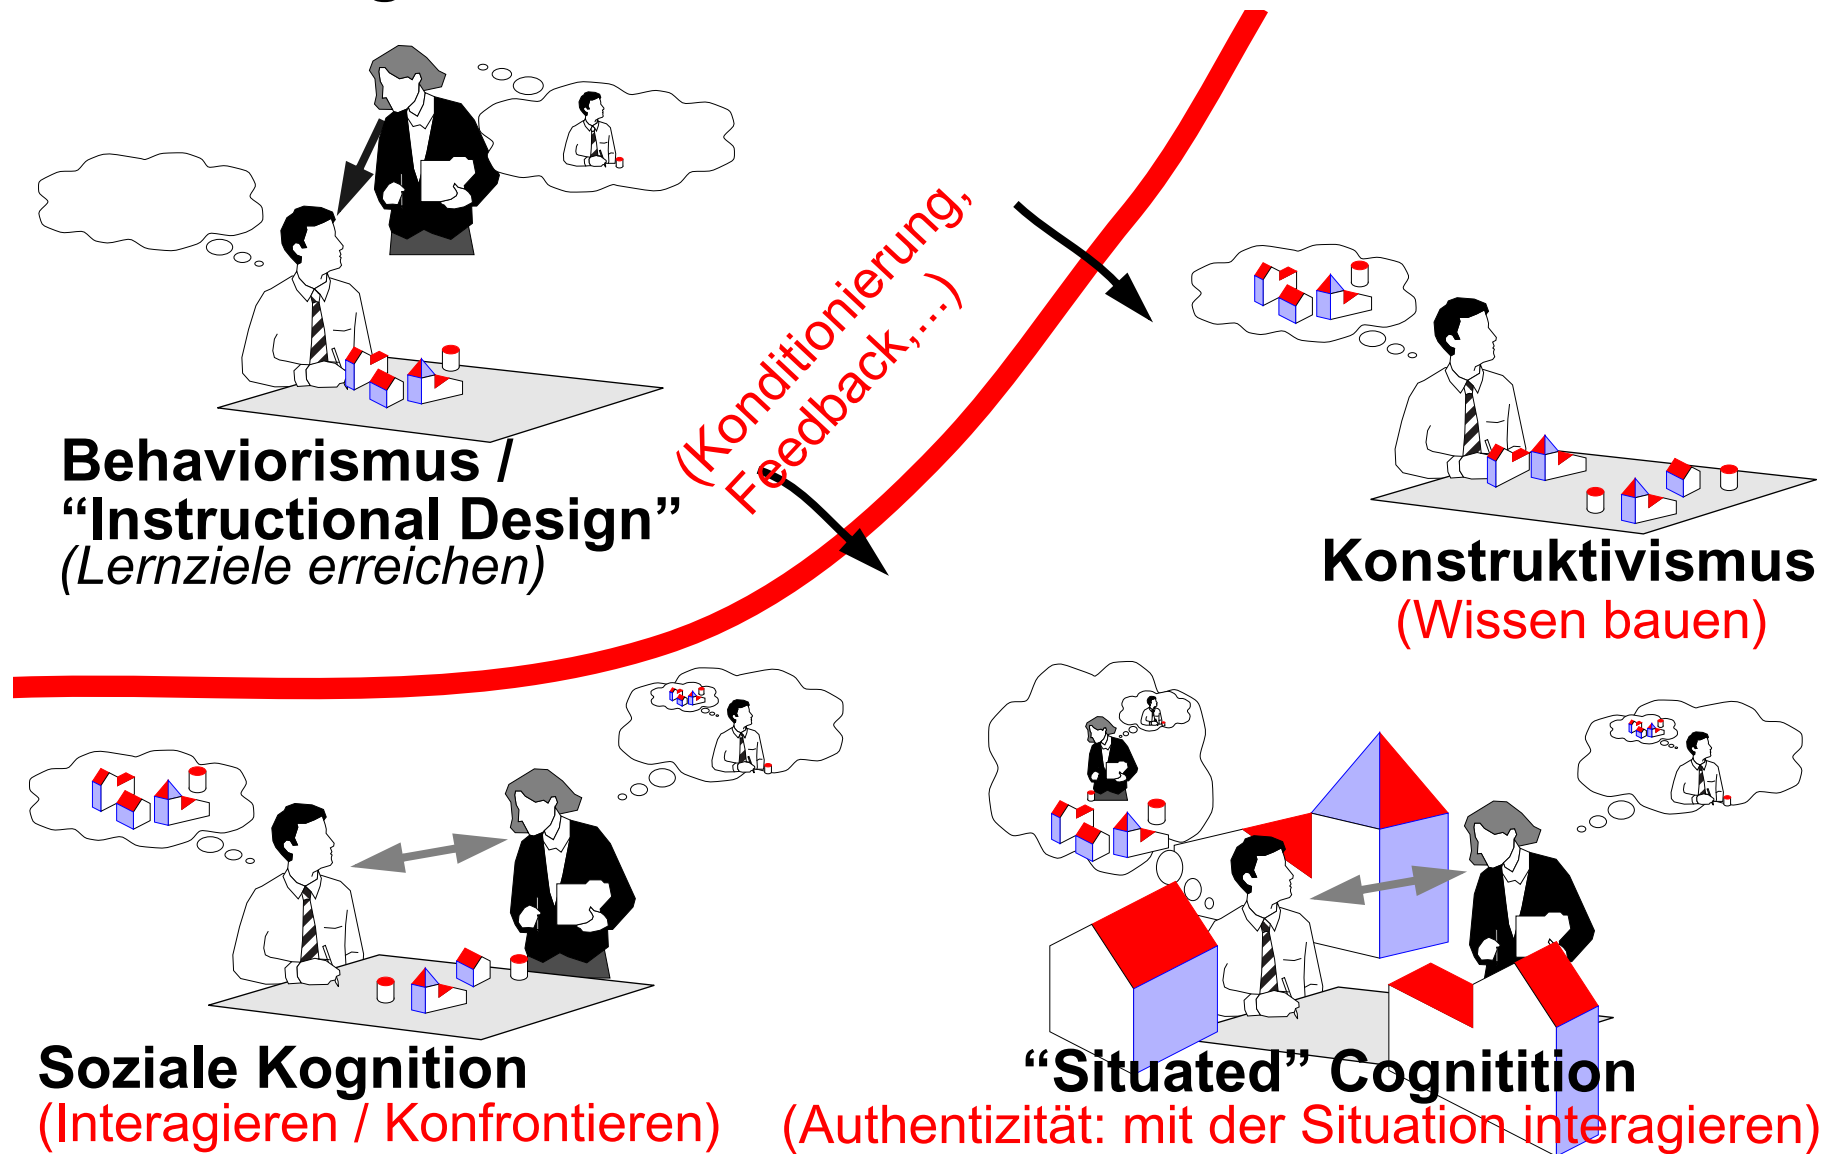 (Konditionierung,
Feedback,...)
Behaviorismus /
“Instructional Design”
(Lernziele erreichen)
Konstruktivismus
(Wissen bauen)
Soziale Kognition
(Interagieren / Konfrontieren)
“Situated” Cognitition
(Authentizität: mit der Situation interagieren)